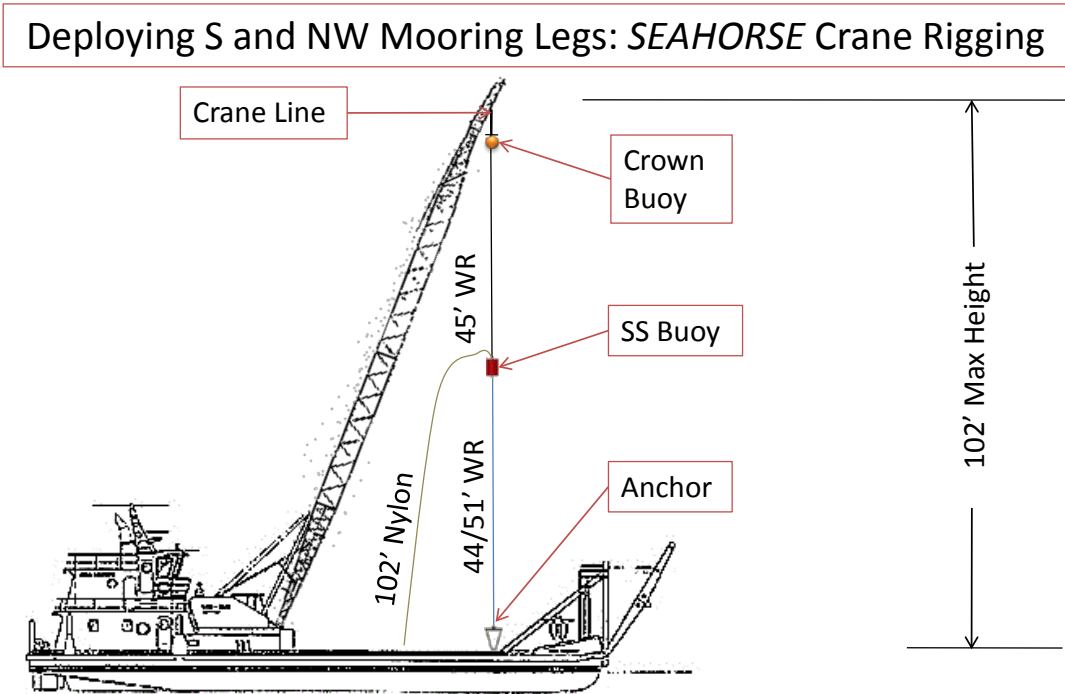 Deploying S and NW Mooring Legs: SEAHORSE Crane Rigging
Crane Line
Crown
Buoy
45’ WR
SS Buoy
102’ Max Height
102’ Nylon
44/51’ WR
Anchor